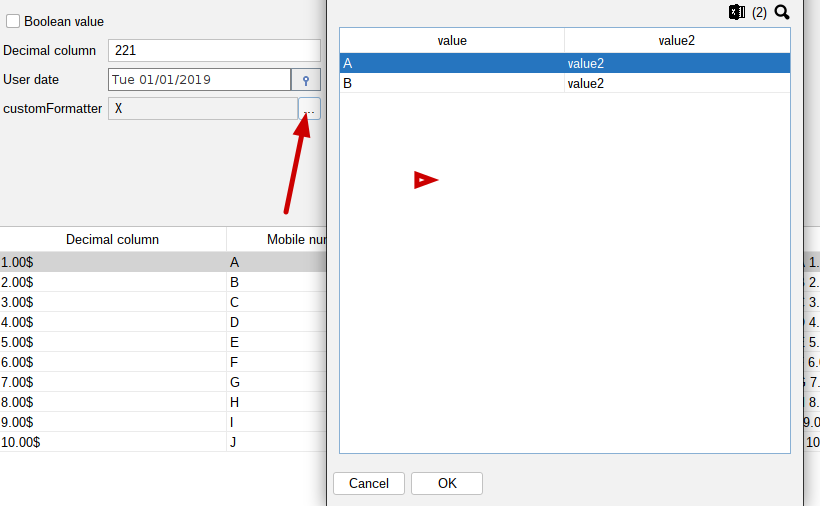 Boolean value
Decimal column 221
User date Tue 01/01/2019
customFormatter X ...
(2)
value value2
A value2
B value2
Cancel OK
Decimal column Mobile nur
1.00$ A 1.
2.00$ B 2.
3.00$ C 3.
4.00$ D 4.
5.00$ E 5.
6.00$ F 6.0
7.00$ G 7.
8.00$ H 8.
9.00$ I 9.0
10.00$ J 10